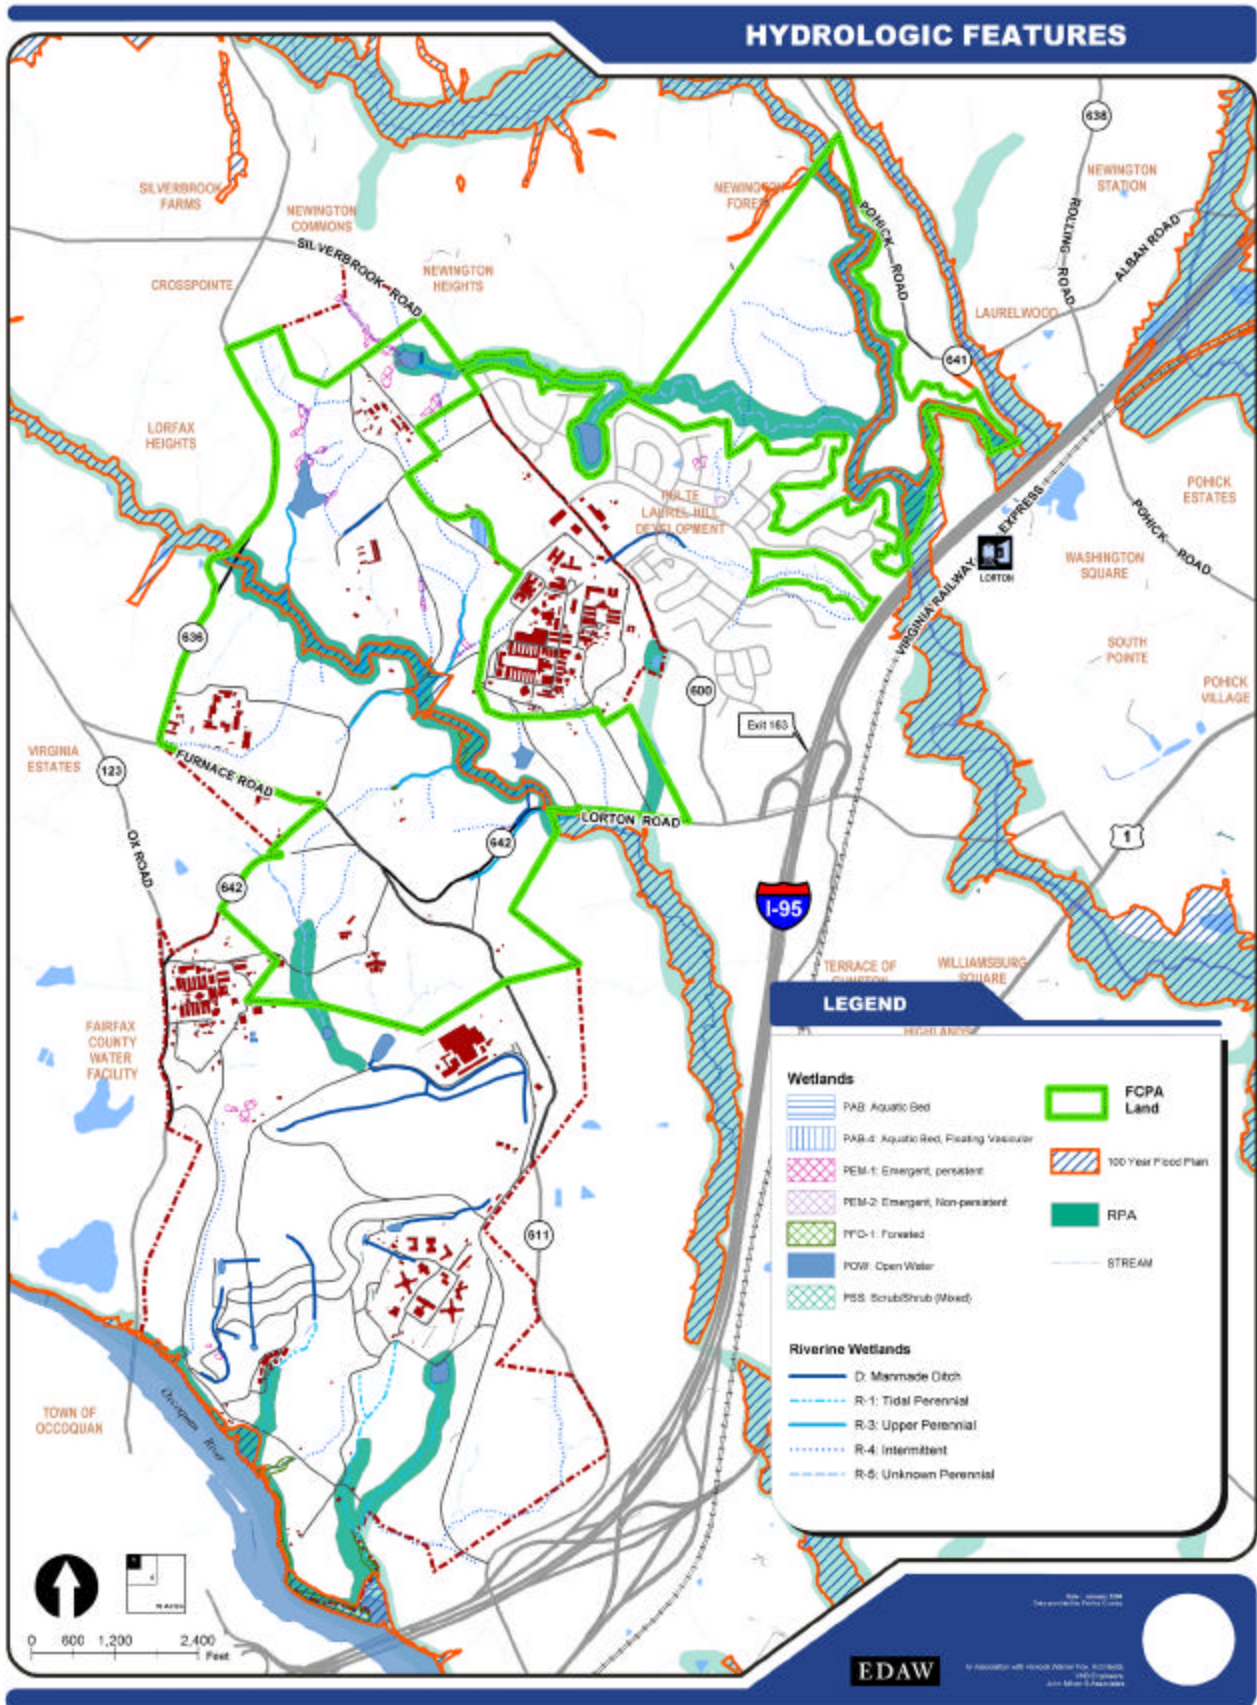 HYDROLOGIC FEATURES
638
SILVERBROOK
FARMS
NEWINGTON
COMMONS
NEWINGTON
FOREST
NEWINGTON
STATION
POHICK
ROAD
ROLLING
ROAD
ALBAN ROAD
SILVERBROOK ROAD
NEWINGTON
HEIGHTS
CROSSPOINTE
LAURELWOOD
641
LORFAX
HEIGHTS
PULTE
LAUREL HILL
DEVELOPMENT
POHICK
ESTATES
POHICK
ROAD
VIRGINIA RAILWAY EXPRESS
LORTON
WASHINGTON
SQUARE
636
SOUTH
POINTE
POHICK
VILLAGE
600
Exit 163
VIRGINIA
ESTATES
123
FURNACE ROAD
LORTON ROAD
642
1
OX ROAD
642
I-95
TERRACE OF
GUNSTON
WILLIAMSBURG
SQUARE
HIGHLANDS
FAIRFAX
COUNTY
WATER
FACILITY
611
TOWN OF
OCCOQUAN
Occoquan River
LEGEND
Wetlands
PAB: Aquatic Bed
PAB-4: Aquatic Bed, Floating Vascular
PEM-1: Emergent, persistent
PEM-2: Emergent, Non-persistent
PFO-1: Forested
POW: Open Water
PSS: Scrub/Shrub (Mixed)
FCPA
Land
100 Year Flood Plain
RPA
STREAM
Riverine Wetlands
D: Manmade Ditch
R-1: Tidal Perennial
R-3: Upper Perennial
R-4: Intermittent
R-5: Unknown Perennial
0 600 1,200 2,400
Feet
EDAW